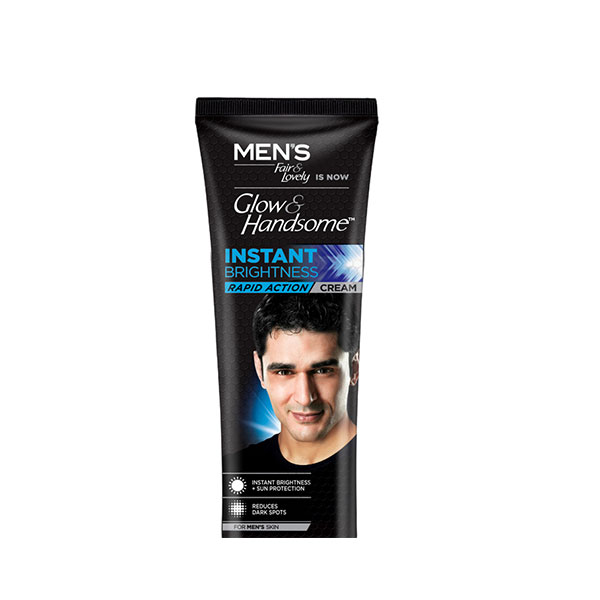 MEN'S
Fair &
Lovely IS NOW
Glow &
Handsome™
INSTANT
BRIGHTNESS
RAPID ACTION CREAM
INSTANT BRIGHTNESS
+ SUN PROTECTION
REDUCES
DARK SPOTS
FOR MEN'S SKIN